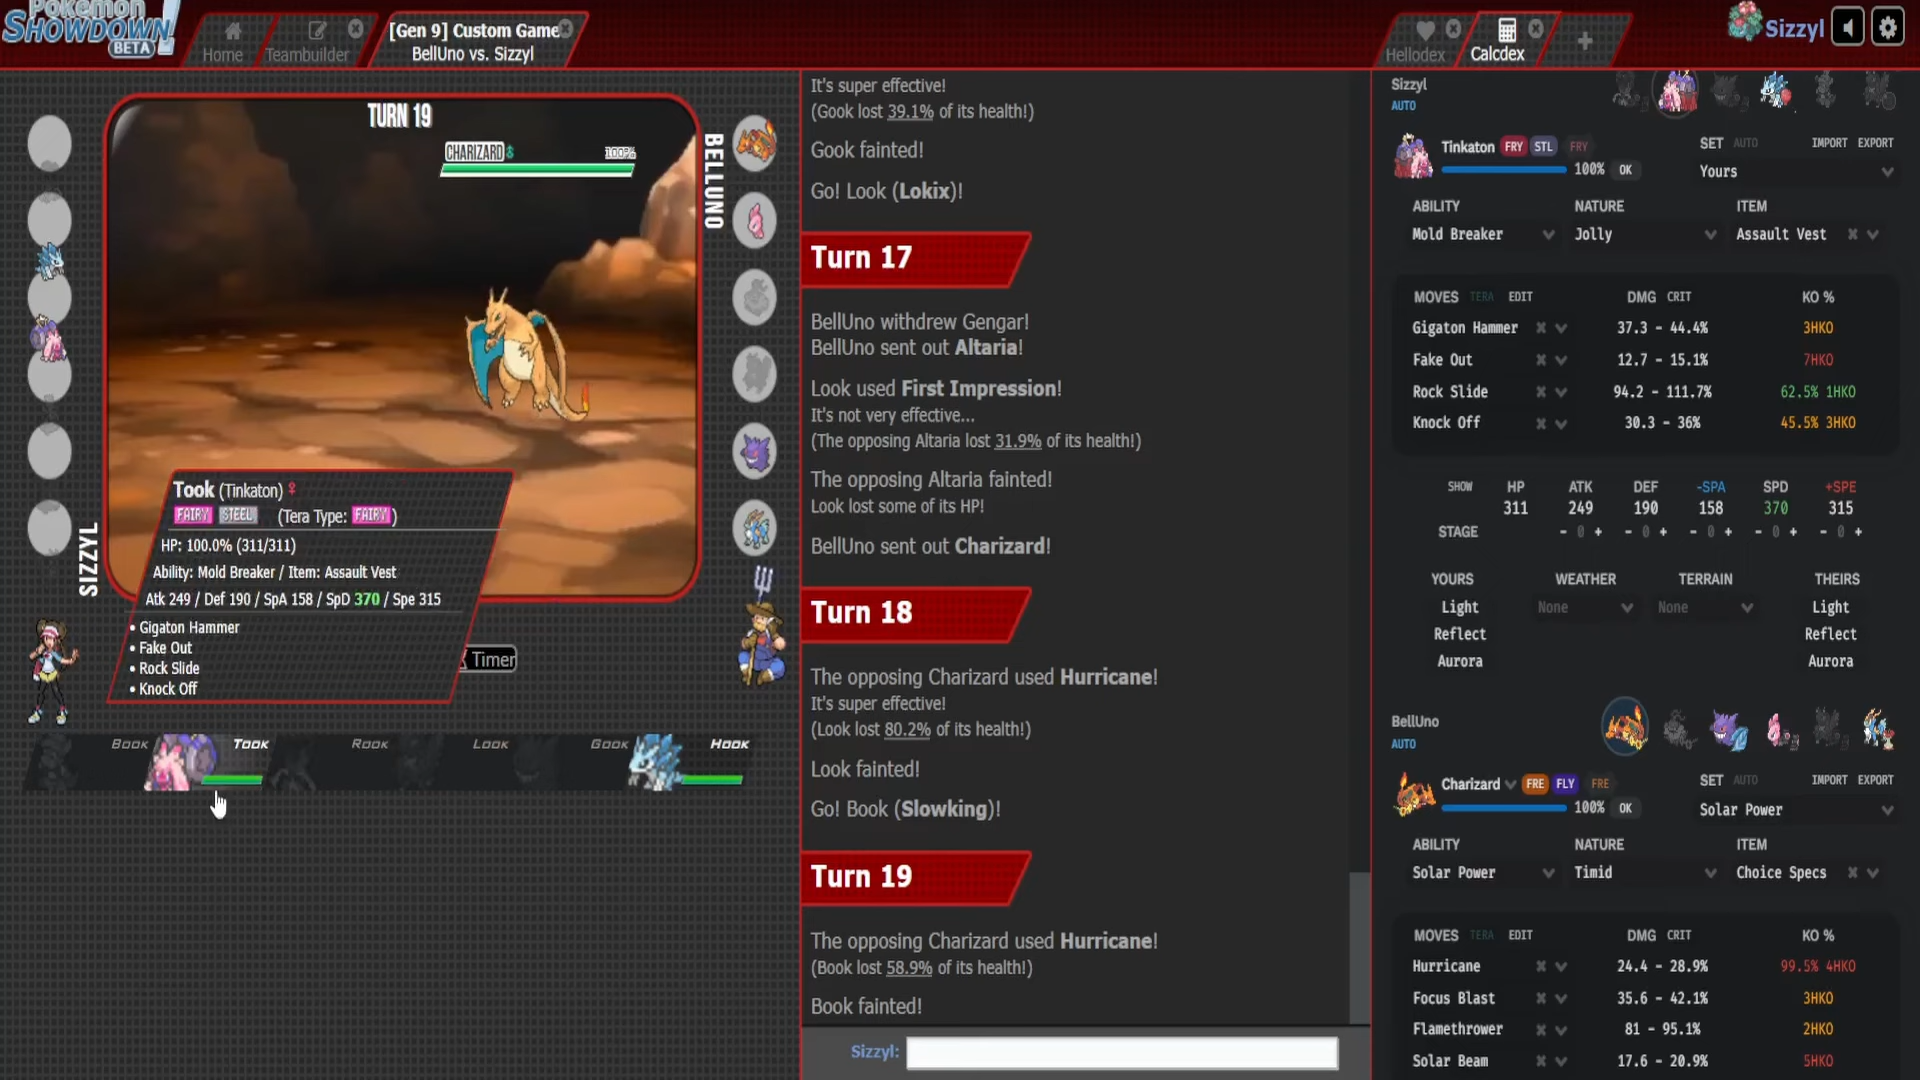 Pokémon
SHOWDOWN!
BETA
Home
Teambuilder
[Gen 9] Custom Game
BellUno vs. Sizzyl
Hellodex
Calcdex
Sizzyl
TURN 19
CHARIZARD
100%
BELLUNO
SIZZYL
Took (Tinkaton) ♀
FAIRY STEEL (Tera Type: FAIRY)
HP: 100.0% (311/311)
Ability: Mold Breaker / Item: Assault Vest
Atk 249 / Def 190 / SpA 158 / SpD 370 / Spe 315
• Gigaton Hammer
• Fake Out
• Rock Slide
• Knock Off
Timer
Book
Took
Rook
Look
Gook
Hook
It's super effective!
(Gook lost 39.1% of its health!)
Gook fainted!
Go! Look (Lokix)!
Turn 17
BellUno withdrew Gengar!
BellUno sent out Altaria!
Look used First Impression!
It's not very effective...
(The opposing Altaria lost 31.9% of its health!)
The opposing Altaria fainted!
Look lost some of its HP!
BellUno sent out Charizard!
Turn 18
The opposing Charizard used Hurricane!
It's super effective!
(Look lost 80.2% of its health!)
Look fainted!
Go! Book (Slowking)!
Turn 19
The opposing Charizard used Hurricane!
(Book lost 58.9% of its health!)
Book fainted!
Sizzyl:
Sizzyl
AUTO
Tinkaton FRY STL FRY
100% OK
SET AUTO IMPORT EXPORT
Yours
ABILITY NATURE ITEM
Mold Breaker Jolly Assault Vest
MOVES TERA EDIT DMG CRIT KO %
Gigaton Hammer 37.3 - 44.4% 3HKO
Fake Out 12.7 - 15.1% 7HKO
Rock Slide 94.2 - 111.7% 62.5% 1HKO
Knock Off 30.3 - 36% 45.5% 3HKO
SHOW HP ATK DEF -SPA SPD +SPE
311 249 190 158 370 315
STAGE - 0 + - 0 + - 0 + - 0 + - 0 +
YOURS WEATHER TERRAIN THEIRS
Light None None Light
Reflect Reflect
Aurora Aurora
BellUno
AUTO
Charizard FRE FLY FRE
100% OK
SET AUTO IMPORT EXPORT
Solar Power
ABILITY NATURE ITEM
Solar Power Timid Choice Specs
MOVES TERA EDIT DMG CRIT KO %
Hurricane 24.4 - 28.9% 99.5% 4HKO
Focus Blast 35.6 - 42.1% 3HKO
Flamethrower 81 - 95.1% 2HKO
Solar Beam 17.6 - 20.9% 5HKO